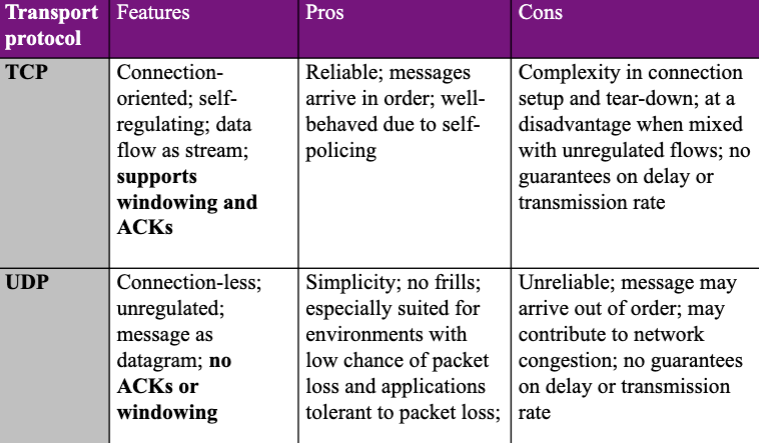 Transport protocol
Features
Pros
Cons
TCP
Connection-
oriented; self-
regulating; data
flow as stream;
supports
windowing and
ACKs
Reliable; messages
arrive in order; well-
behaved due to self-
policing
Complexity in connection
setup and tear-down; at a
disadvantage when mixed
with unregulated flows; no
guarantees on delay or
transmission rate
UDP
Connection-less;
unregulated;
message as
datagram; no
ACKs or
windowing
Simplicity; no frills;
especially suited for
environments with
low chance of packet
loss and applications
tolerant to packet loss;
Unreliable; message may
arrive out of order; may
contribute to network
congestion; no guarantees
on delay or transmission
rate